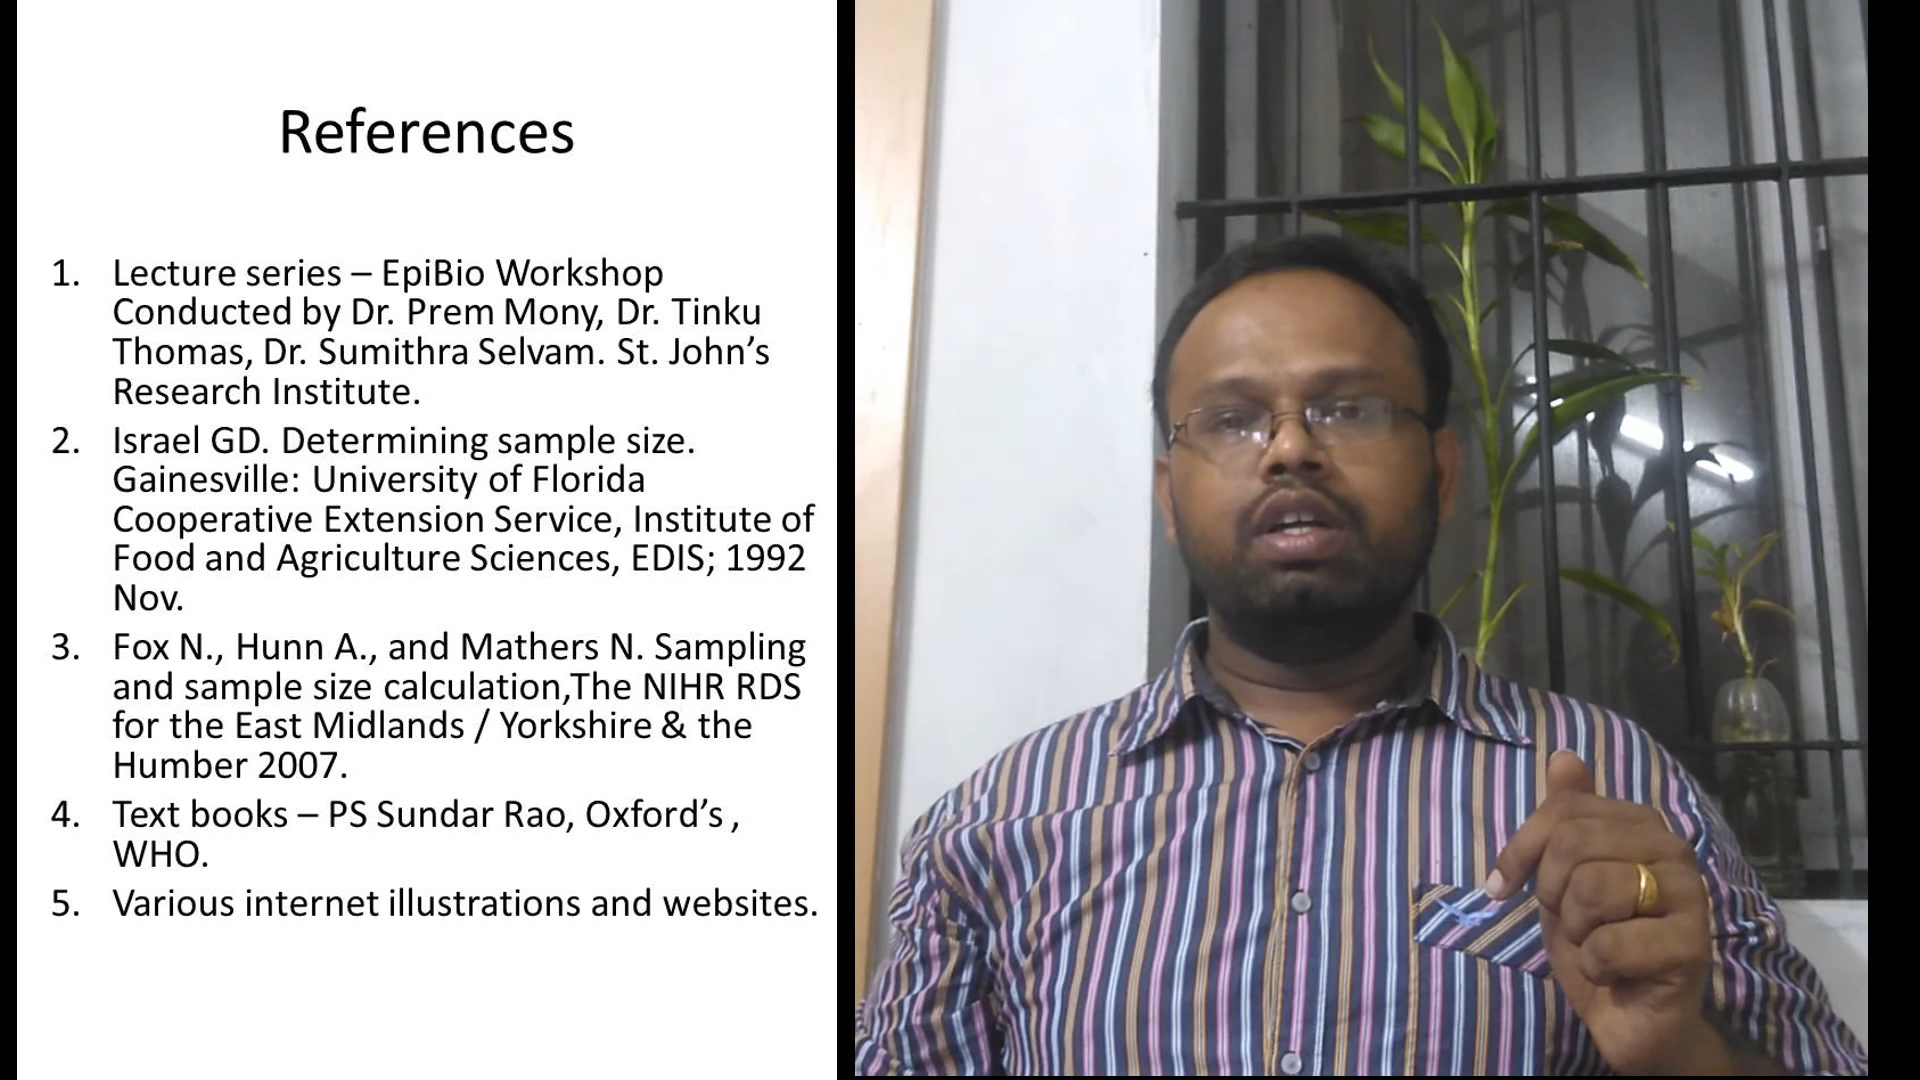 References
1. Lecture series – EpiBio Workshop
Conducted by Dr. Prem Mony, Dr. Tinku
Thomas, Dr. Sumithra Selvam. St. John’s
Research Institute.
2. Israel GD. Determining sample size.
Gainesville: University of Florida
Cooperative Extension Service, Institute of
Food and Agriculture Sciences, EDIS; 1992
Nov.
3. Fox N., Hunn A., and Mathers N. Sampling
and sample size calculation,The NIHR RDS
for the East Midlands / Yorkshire & the
Humber 2007.
4. Text books – PS Sundar Rao, Oxford’s ,
WHO.
5. Various internet illustrations and websites.